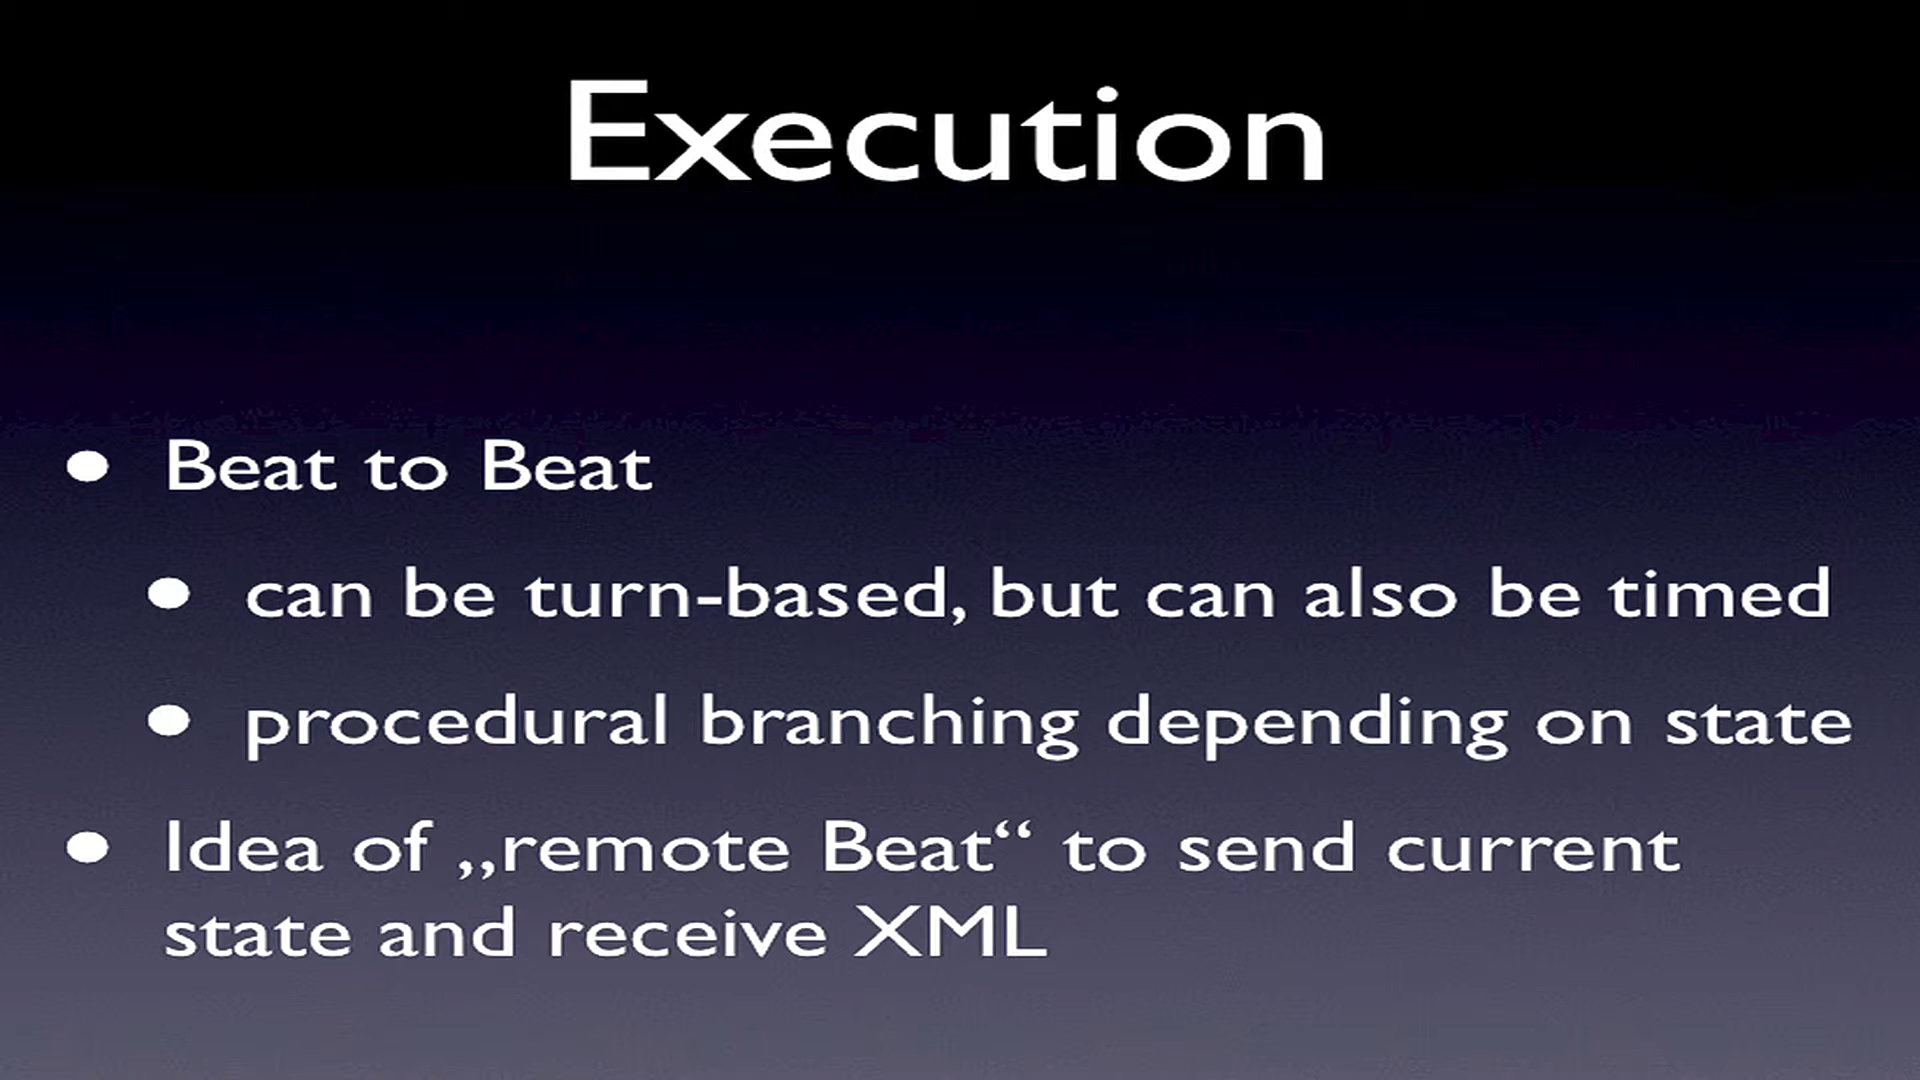 Execution
• Beat to Beat
• can be turn-based, but can also be timed
• procedural branching depending on state
• Idea of „remote Beat“ to send current
state and receive XML